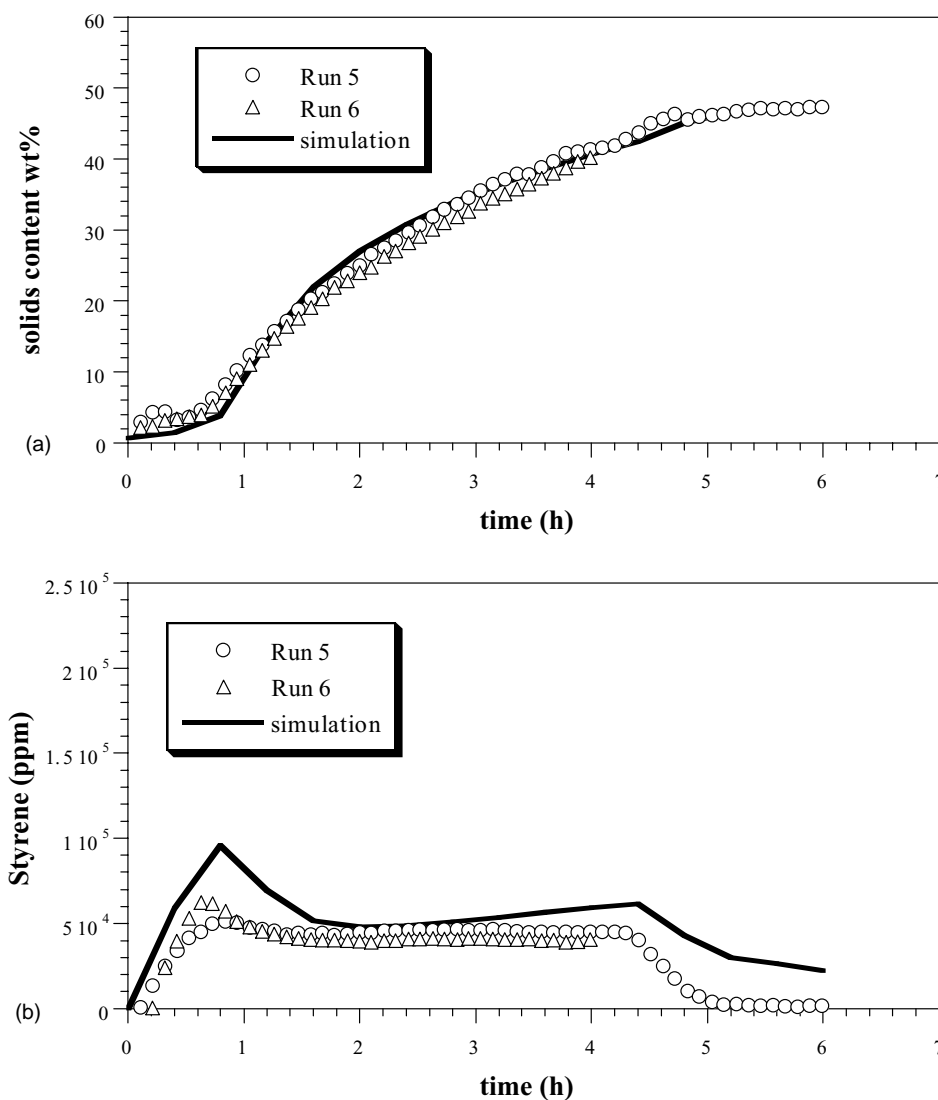 60
50
40
30
20
10
0
solids content wt%
Run 5
Run 6
simulation
(a)
0 1 2 3 4 5 6 7
time (h)
2.5 10^5
2 10^5
1.5 10^5
1 10^5
5 10^4
0
Styrene (ppm)
Run 5
Run 6
simulation
(b)
0 1 2 3 4 5 6 7
time (h)